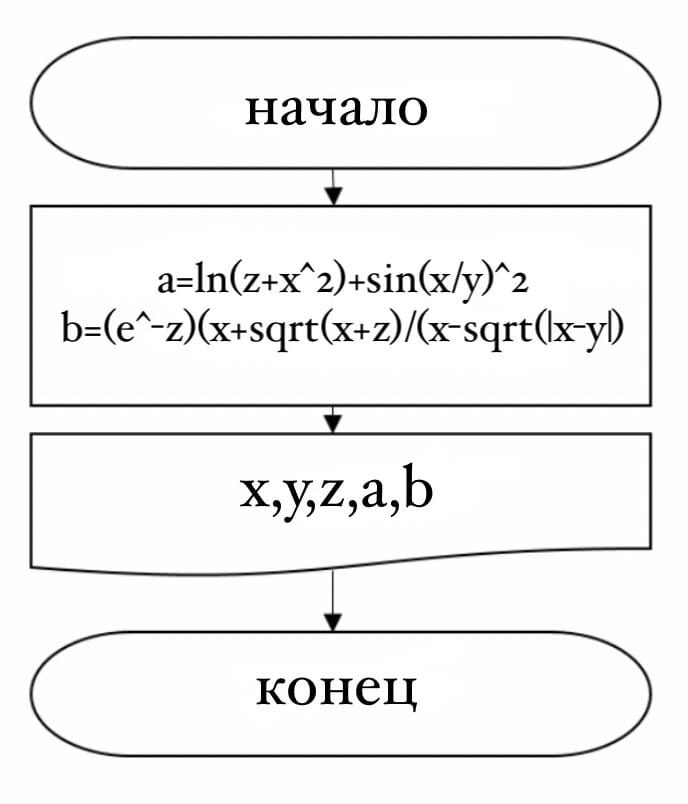 начало
a=ln(z+x^2)+sin(x/y)^2
b=(e^-z)(x+sqrt(x+z)/(x-sqrt(|x-y|)
x,y,z,a,b
конец